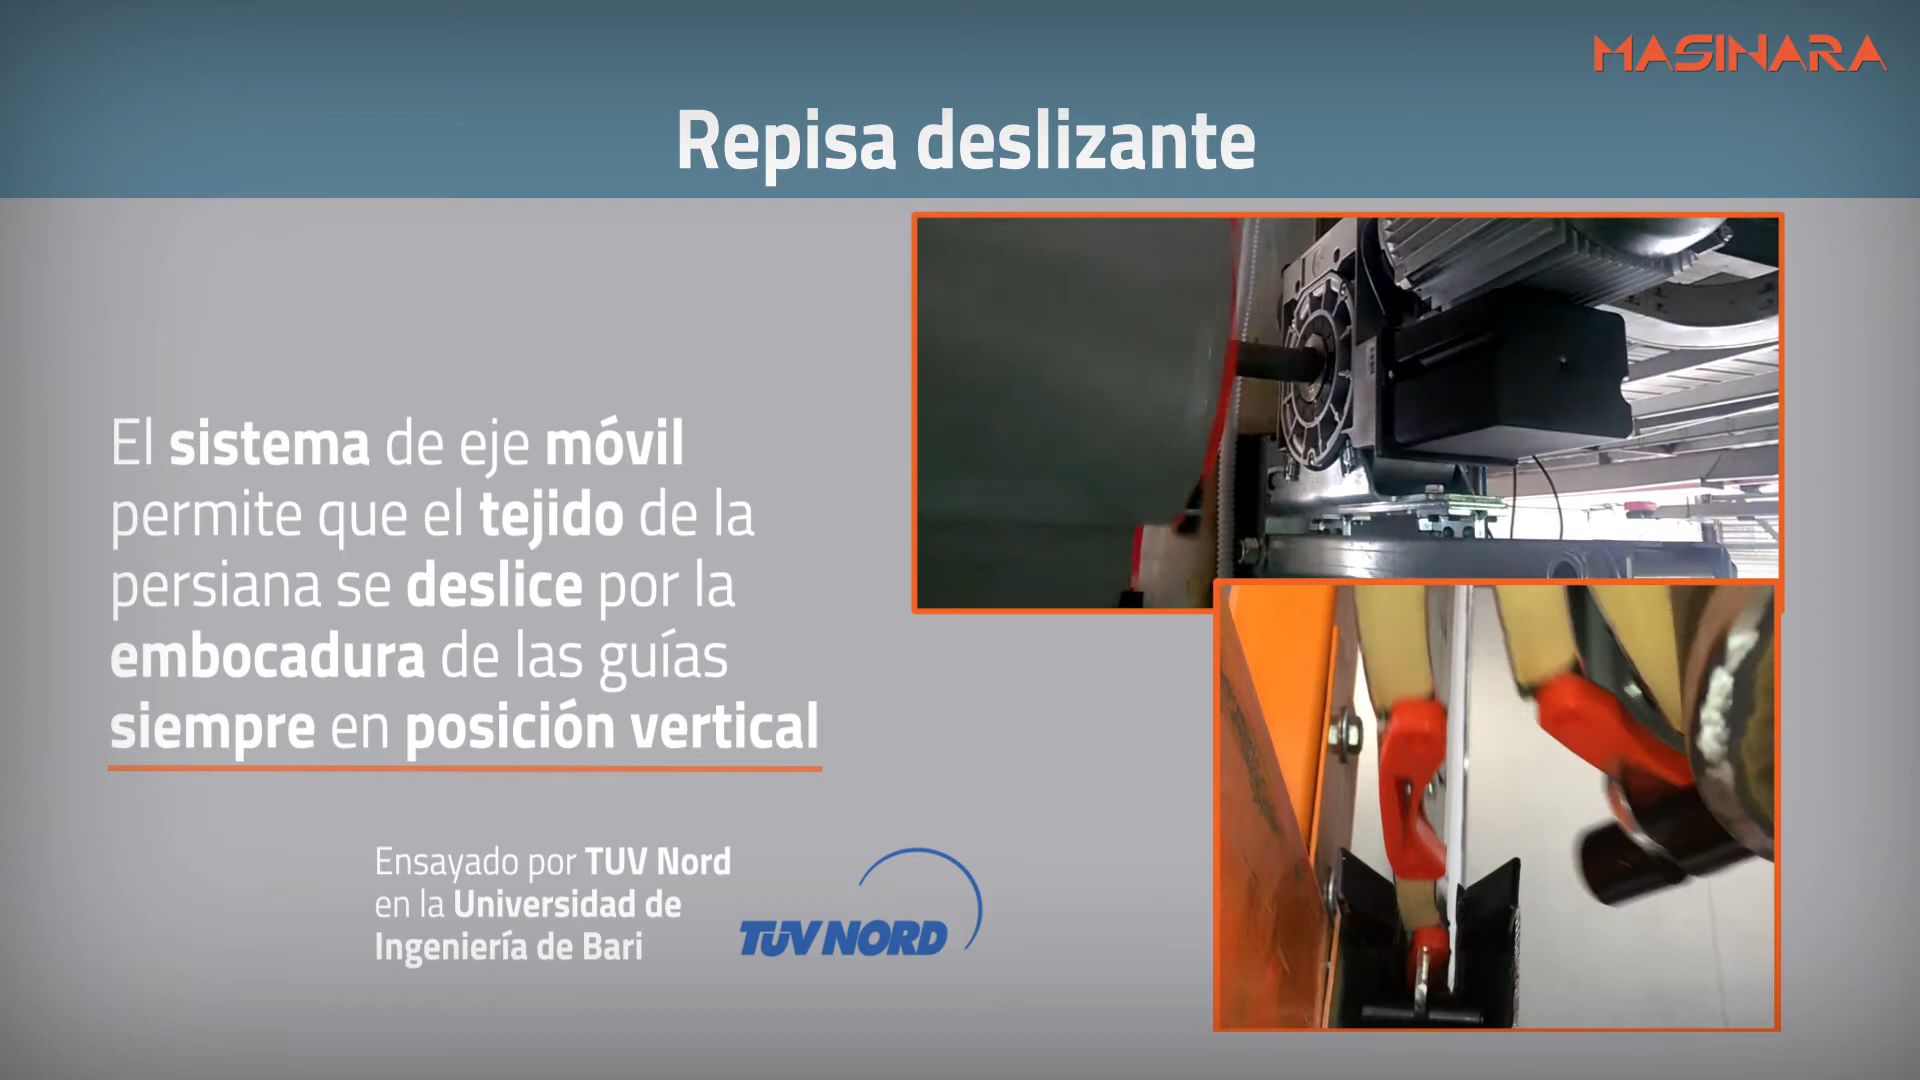 MASINARA
Repisa deslizante
El sistema de eje móvil
permite que el tejido de la
persiana se deslice por la
embocadura de las guías
siempre en posición vertical
Ensayado por TUV Nord
en la Universidad de
Ingeniería de Bari
TÜV NORD